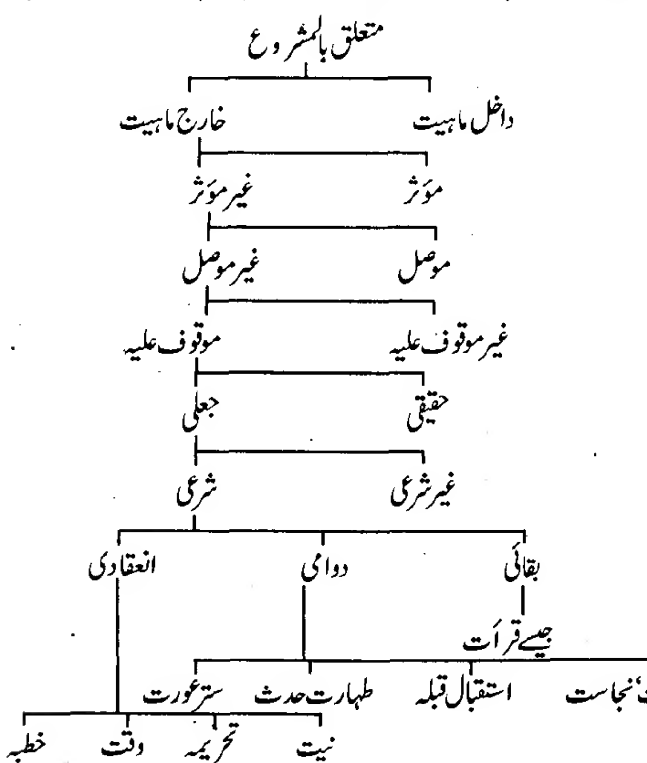 متعلق بالمشروع
داخل ماہیت خارج ماہیت
مؤثر غیر مؤثر
موصل غیر موصل
غیر موقوف علیہ موقوف علیہ
حقیقی جعلی
غیر شرعی شرعی
بقائی دوامی انعقادی
جیسے قرأت
نجاست استقبال قبلہ طہارت حدث ستر عورت
نیت تحریمہ وقت خطبہ